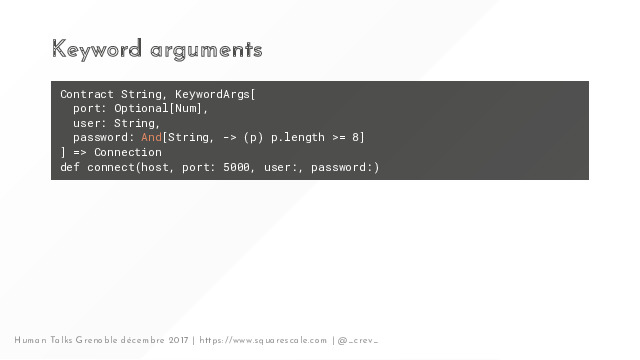 Keyword arguments
Contract String, KeywordArgs[
  port: Optional[Num],
  user: String,
  password: And[String, -> (p) p.length >= 8]
] => Connection
def connect(host, port: 5000, user:, password:)
Human Talks Grenoble décembre 2017 | https://www.squarescale.com | @_crev_